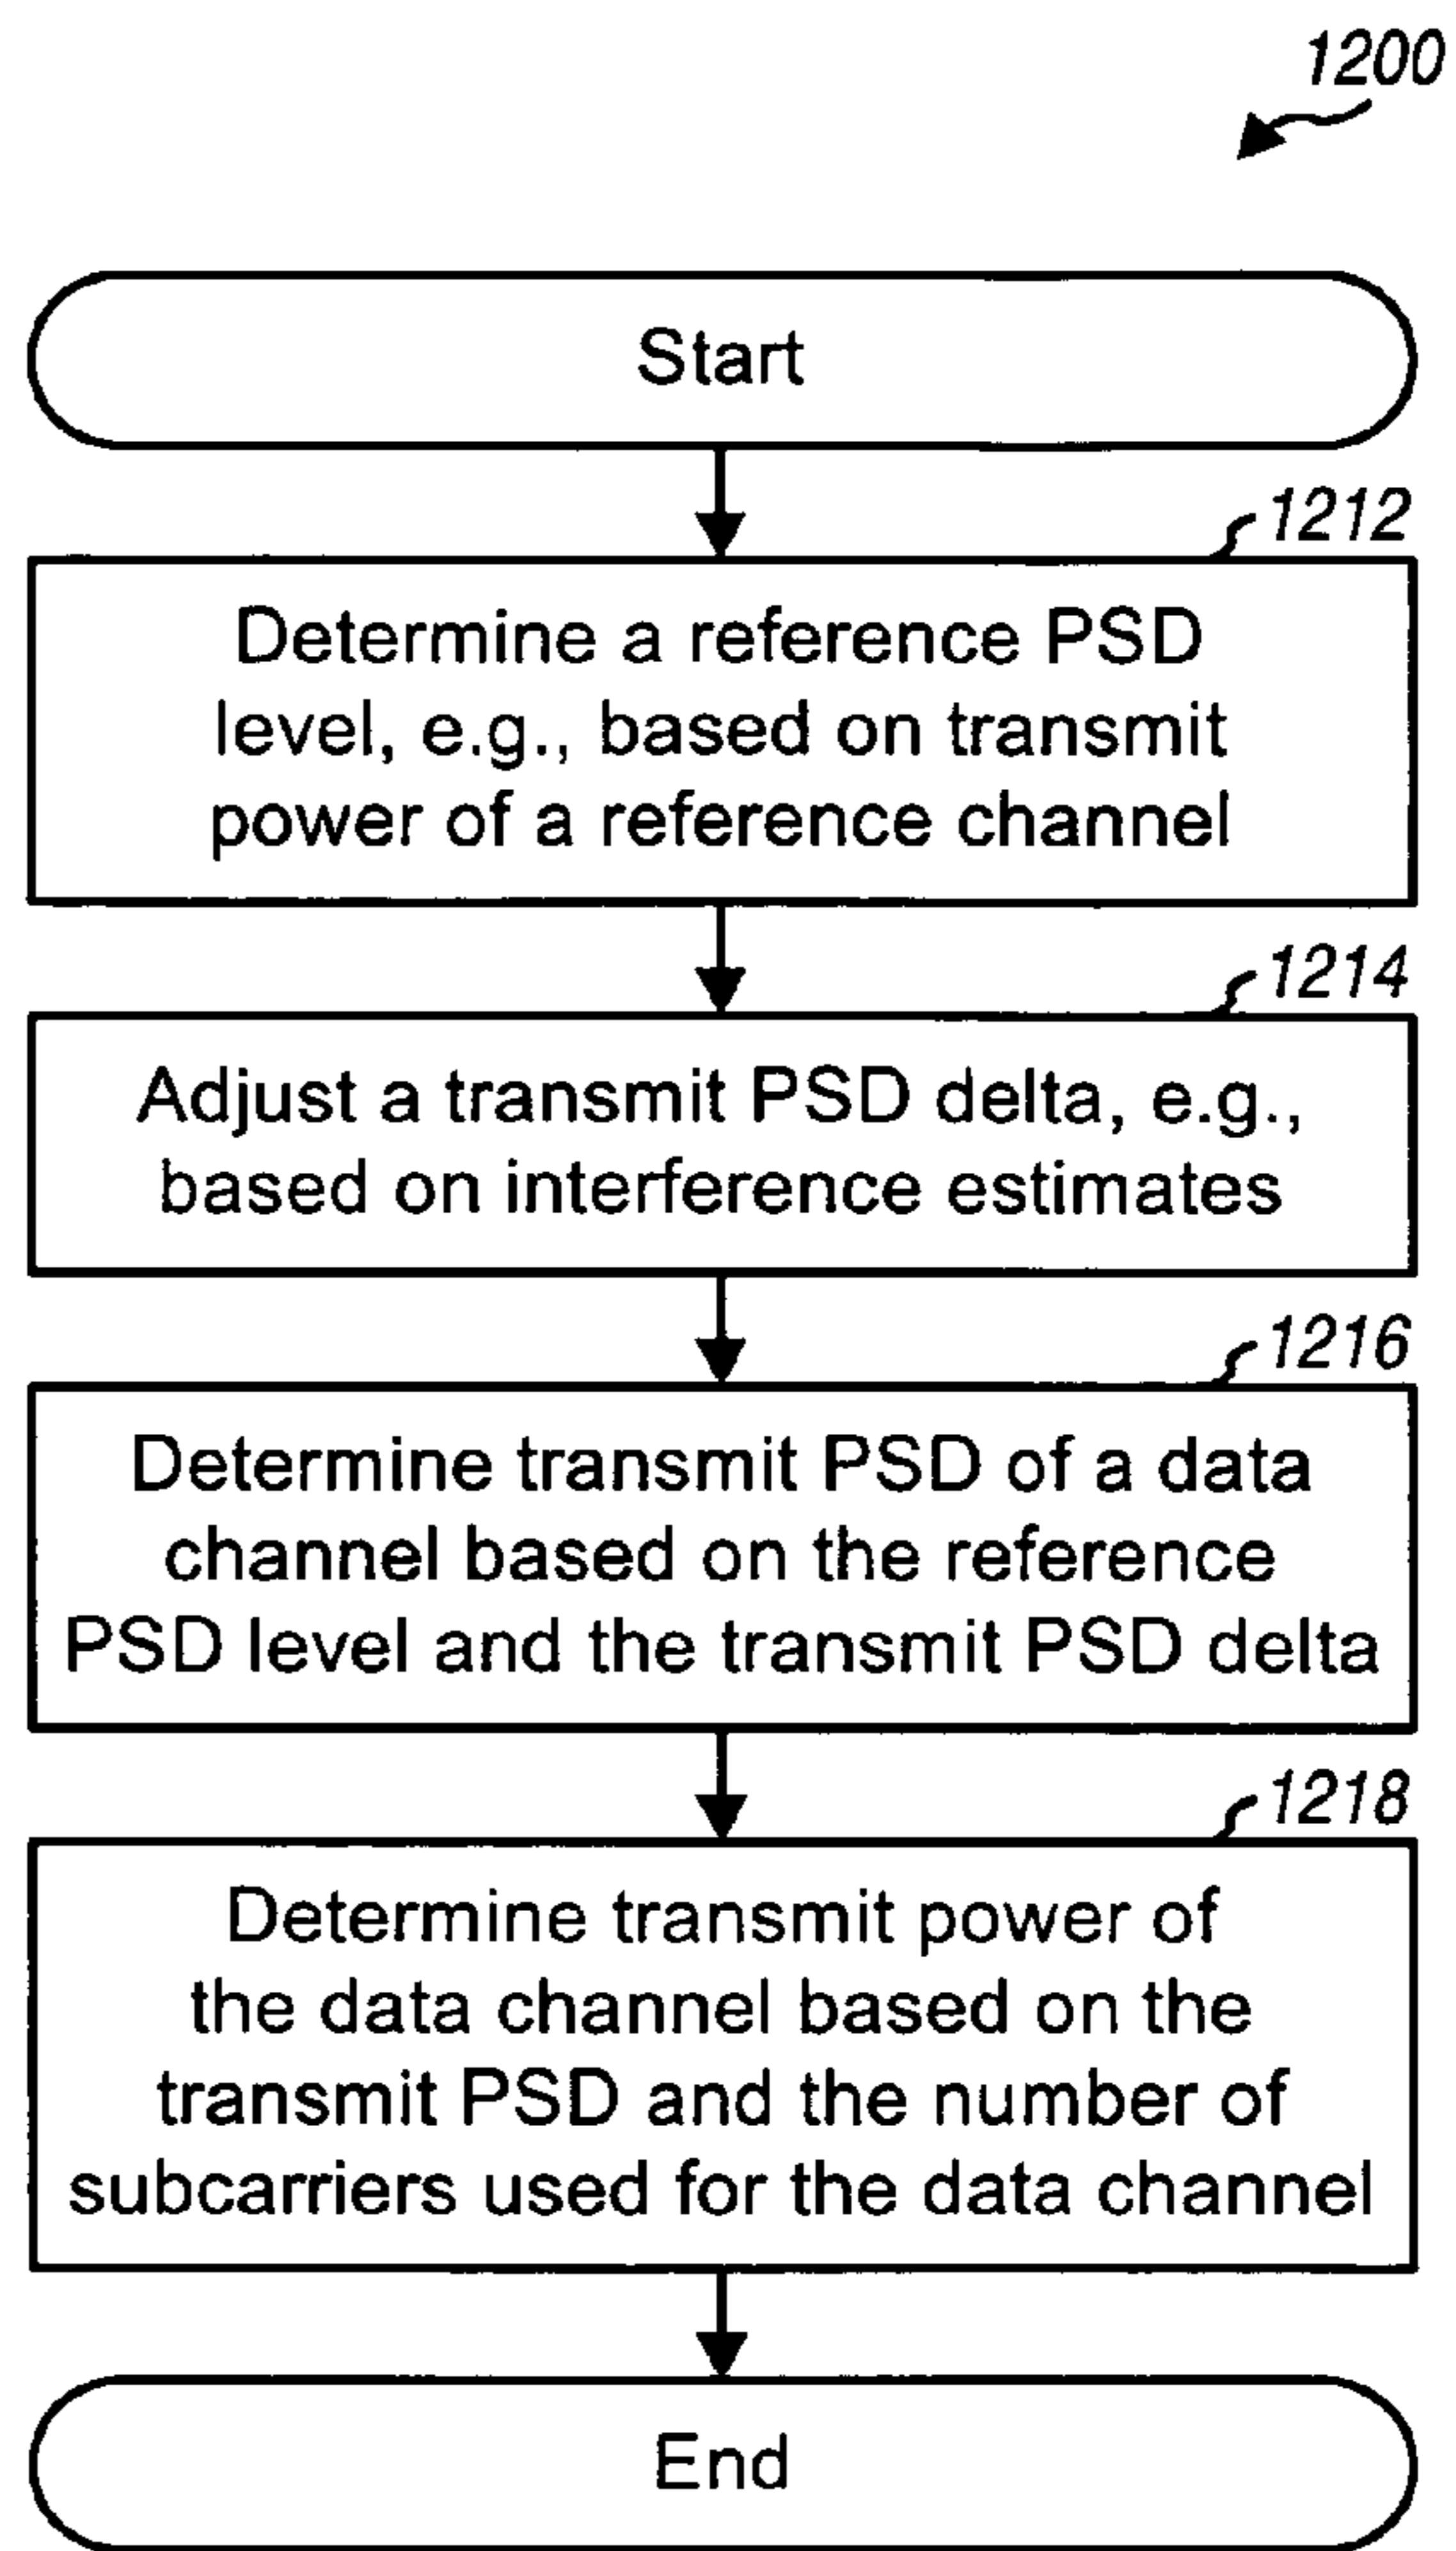 1200
Start
1212
Determine a reference PSD
level, e.g., based on transmit
power of a reference channel
1214
Adjust a transmit PSD delta, e.g.,
based on interference estimates
1216
Determine transmit PSD of a data
channel based on the reference
PSD level and the transmit PSD delta
1218
Determine transmit power of
the data channel based on the
transmit PSD and the number of
subcarriers used for the data channel
End